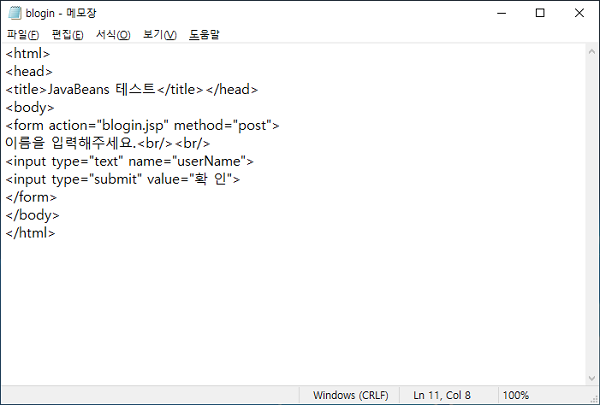 blogin - 메모장
파일(F) 편집(E) 서식(O) 보기(V) 도움말
<html>
<head>
<title>JavaBeans 테스트</title></head>
<body>
<form action="blogin.jsp" method="post">
이름을 입력해주세요.<br/><br/>
<input type="text" name="userName">
<input type="submit" value="확 인">
</form>
</body>
</html>
Windows (CRLF) Ln 11, Col 8 100%